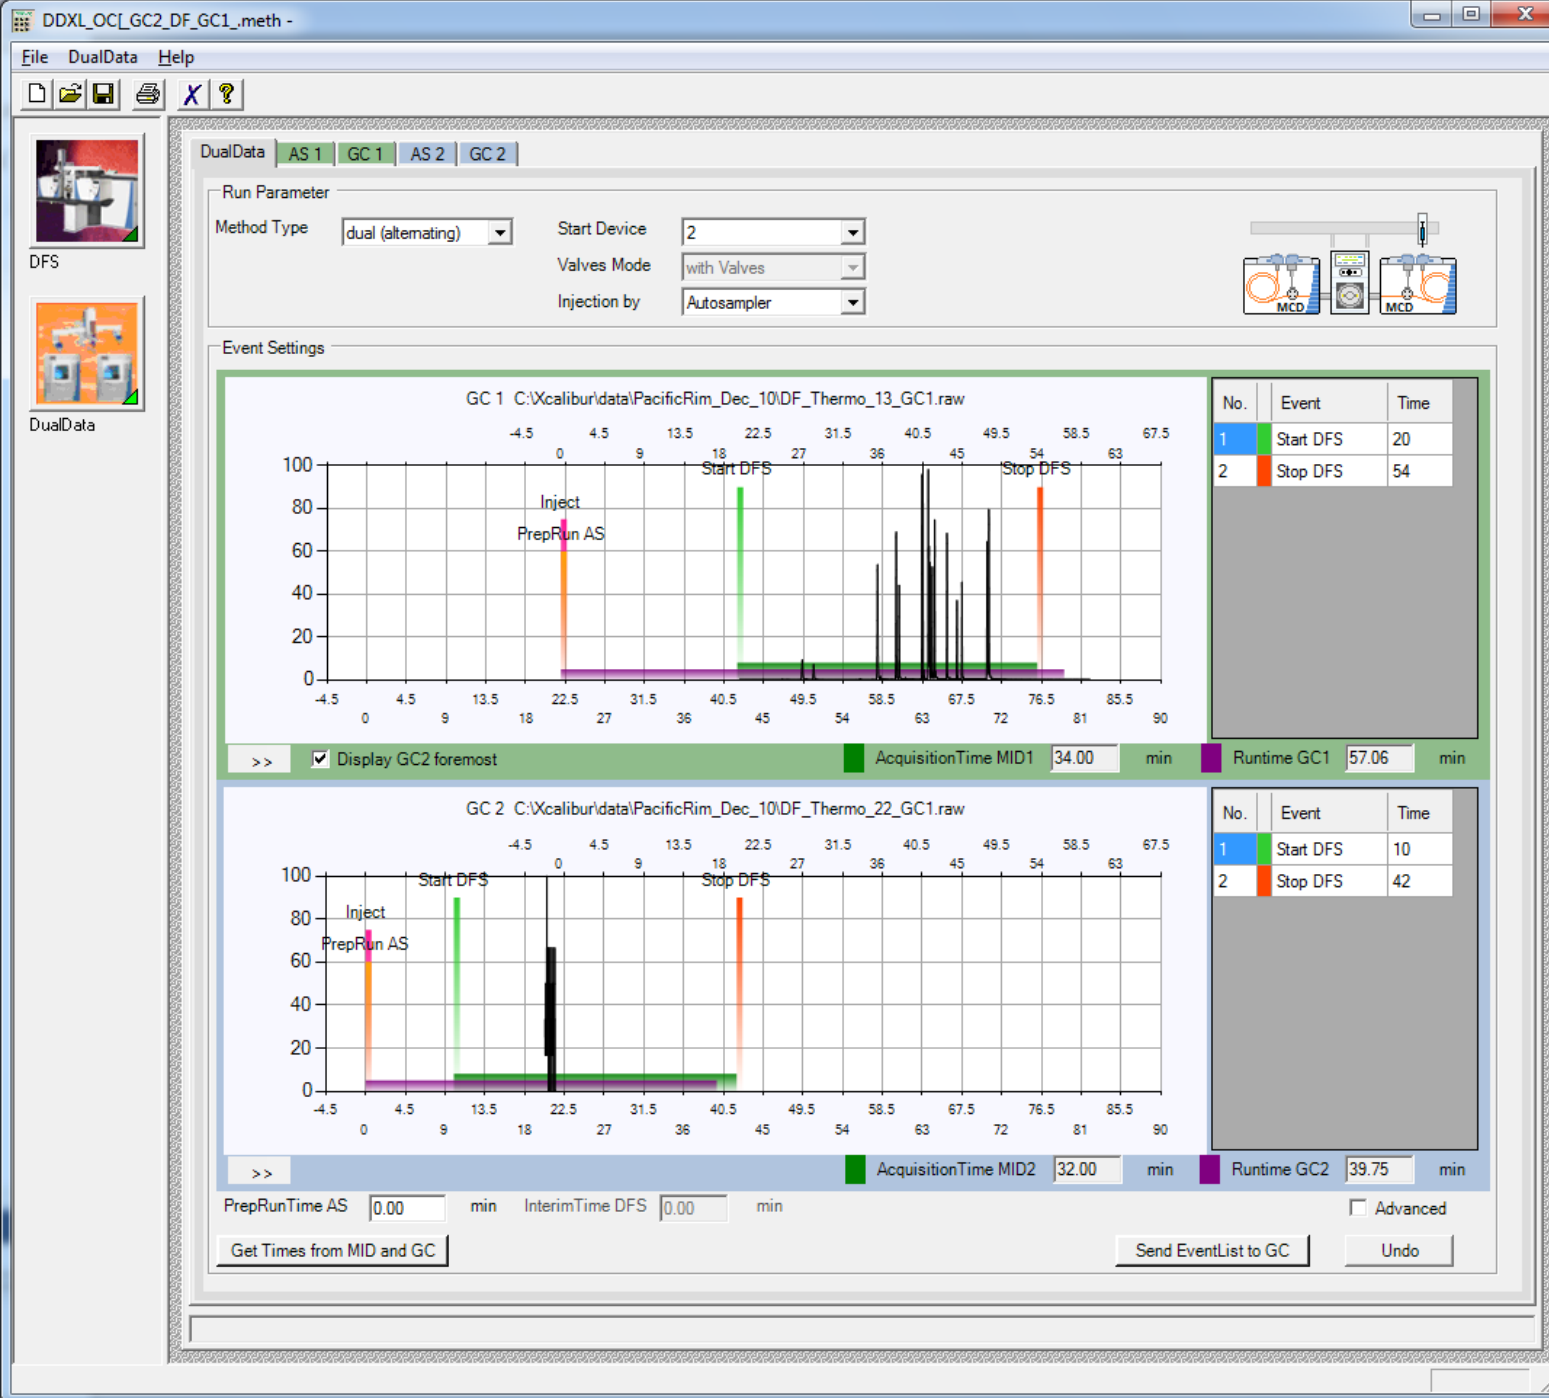 DDXL_OC[_GC2_DF_GC1_.meth -
File DualData Help
DFS
DualData
DualData AS 1 GC 1 AS 2 GC 2
Run Parameter
Method Type dual (alternating) Start Device 2
Valves Mode with Valves
Injection by Autosampler
MCD MCD
Event Settings
GC 1 C:\Xcalibur\data\PacificRim_Dec_10\DF_Thermo_13_GC1.raw
No. Event Time
1 Start DFS 20
2 Stop DFS 54
-4.5 4.5 13.5 22.5 31.5 40.5 49.5 58.5 67.5
0 9 18 27 36 45 54 63
Start DFS Stop DFS
Inject
PrepRun AS
100
80
60
40
20
0
-4.5 4.5 13.5 22.5 31.5 40.5 49.5 58.5 67.5 76.5 85.5
0 9 18 27 36 45 54 63 72 81 90
>> Display GC2 foremost AcquisitionTime MID1 34.00 min Runtime GC1 57.06 min
GC 2 C:\Xcalibur\data\PacificRim_Dec_10\DF_Thermo_22_GC1.raw
No. Event Time
1 Start DFS 10
2 Stop DFS 42
-4.5 4.5 13.5 22.5 31.5 40.5 49.5 58.5 67.5
0 9 18 27 36 45 54 63
Start DFS Stop DFS
Inject
PrepRun AS
100
80
60
40
20
0
-4.5 4.5 13.5 22.5 31.5 40.5 49.5 58.5 67.5 76.5 85.5
0 9 18 27 36 45 54 63 72 81 90
>> AcquisitionTime MID2 32.00 min Runtime GC2 39.75 min
PrepRunTime AS 0.00 min InterimTime DFS 0.00 min Advanced
Get Times from MID and GC Send EventList to GC Undo